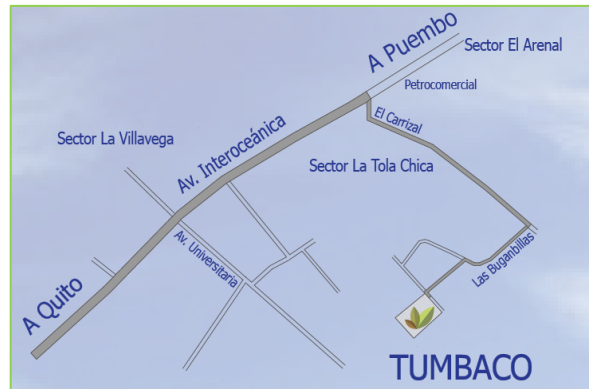 A Puembo
Sector El Arenal
Petrocomercial
El Carrizal
Sector La Villavega
Av. Interoceánica
Sector La Tola Chica
Av. Universitaria
Las Buganbillas
A Quito
TUMBACO